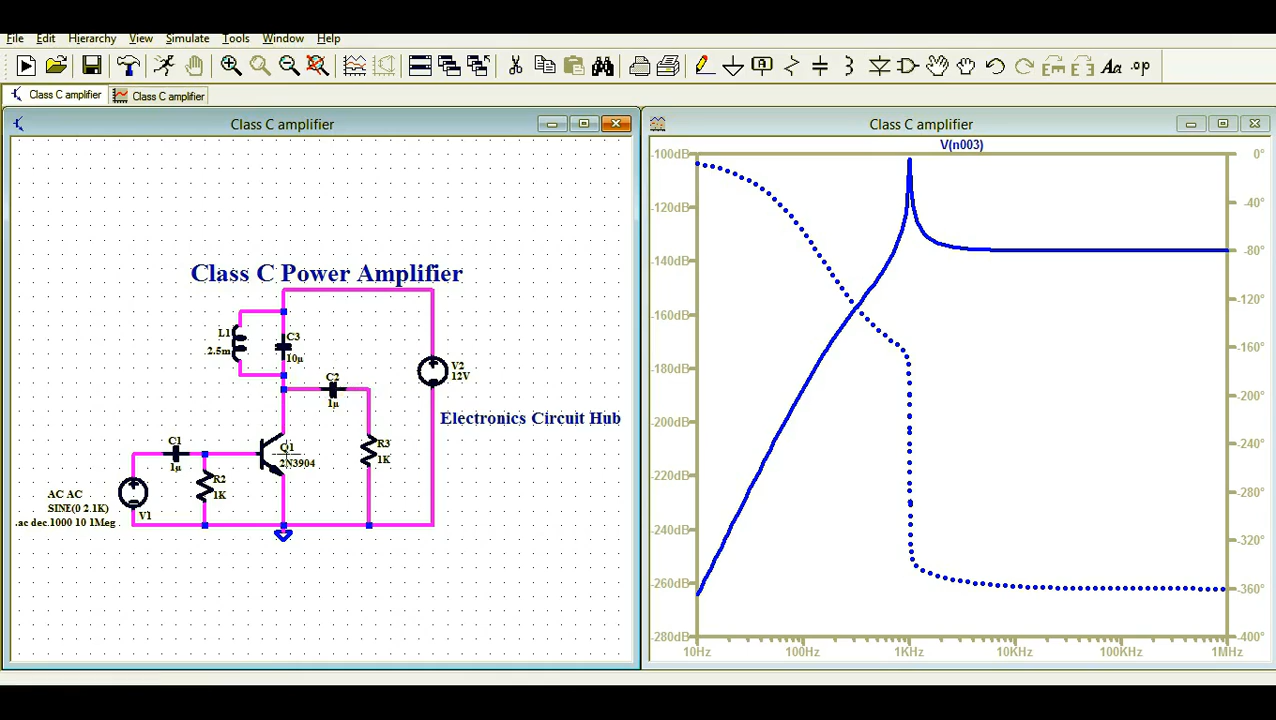 File Edit Hierarchy View Simulate Tools Window Help
Aa .op
Class C amplifier Class C amplifier
Class C amplifier
Class C Power Amplifier
L1
2.5m
C3
10µ
C2
1µ
V2
12V
Electronics Circuit Hub
C1
1µ
R2
1K
Q1
2N3904
R3
1K
AC AC
SINE(0 2.1K)
V1
.ac dec 1000 10 1Meg
Class C amplifier
V(n003)
-100dB
-120dB
-140dB
-160dB
-180dB
-200dB
-220dB
-240dB
-260dB
-280dB
0°
-40°
-80°
-120°
-160°
-200°
-240°
-280°
-320°
-360°
-400°
10Hz 100Hz 1KHz 10KHz 100KHz 1MHz